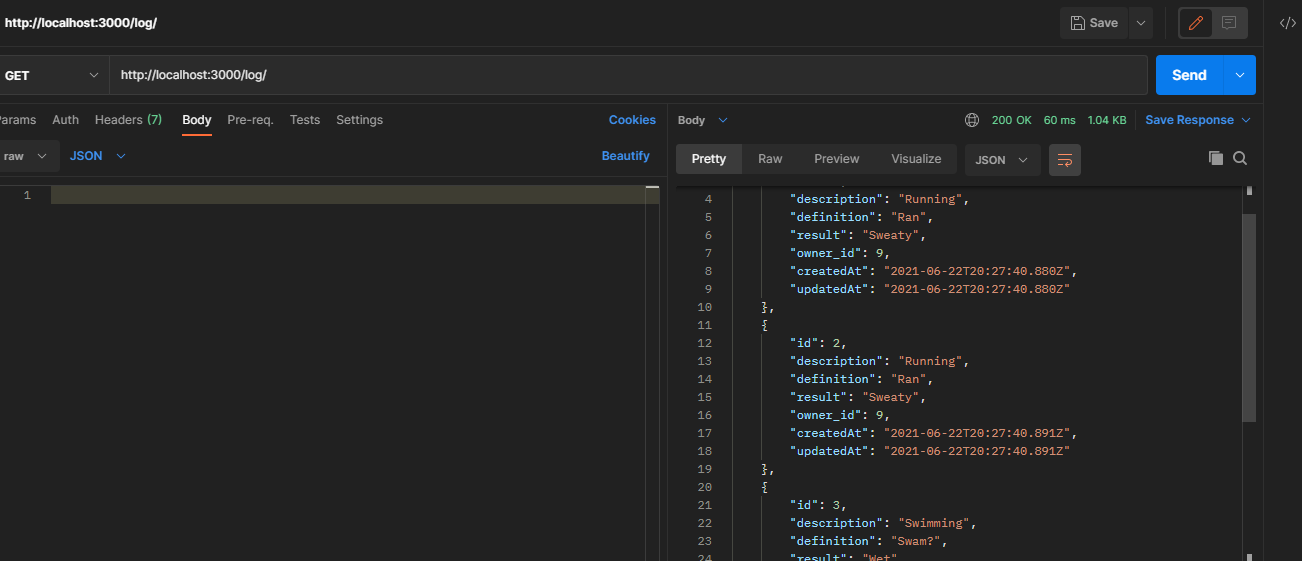 http://localhost:3000/log/
Save
GET
http://localhost:3000/log/
Send
arams Auth Headers (7) Body Pre-req. Tests Settings Cookies
raw JSON Beautify
1
Body 200 OK 60 ms 1.04 KB Save Response
Pretty Raw Preview Visualize JSON
4 "description": "Running",
5 "definition": "Ran",
6 "result": "Sweaty",
7 "owner_id": 9,
8 "createdAt": "2021-06-22T20:27:40.880Z",
9 "updatedAt": "2021-06-22T20:27:40.880Z"
10 },
11 {
12 "id": 2,
13 "description": "Running",
14 "definition": "Ran",
15 "result": "Sweaty",
16 "owner_id": 9,
17 "createdAt": "2021-06-22T20:27:40.891Z",
18 "updatedAt": "2021-06-22T20:27:40.891Z"
19 },
20 {
21 "id": 3,
22 "description": "Swimming",
23 "definition": "Swam?",
24 "result": "Wet"